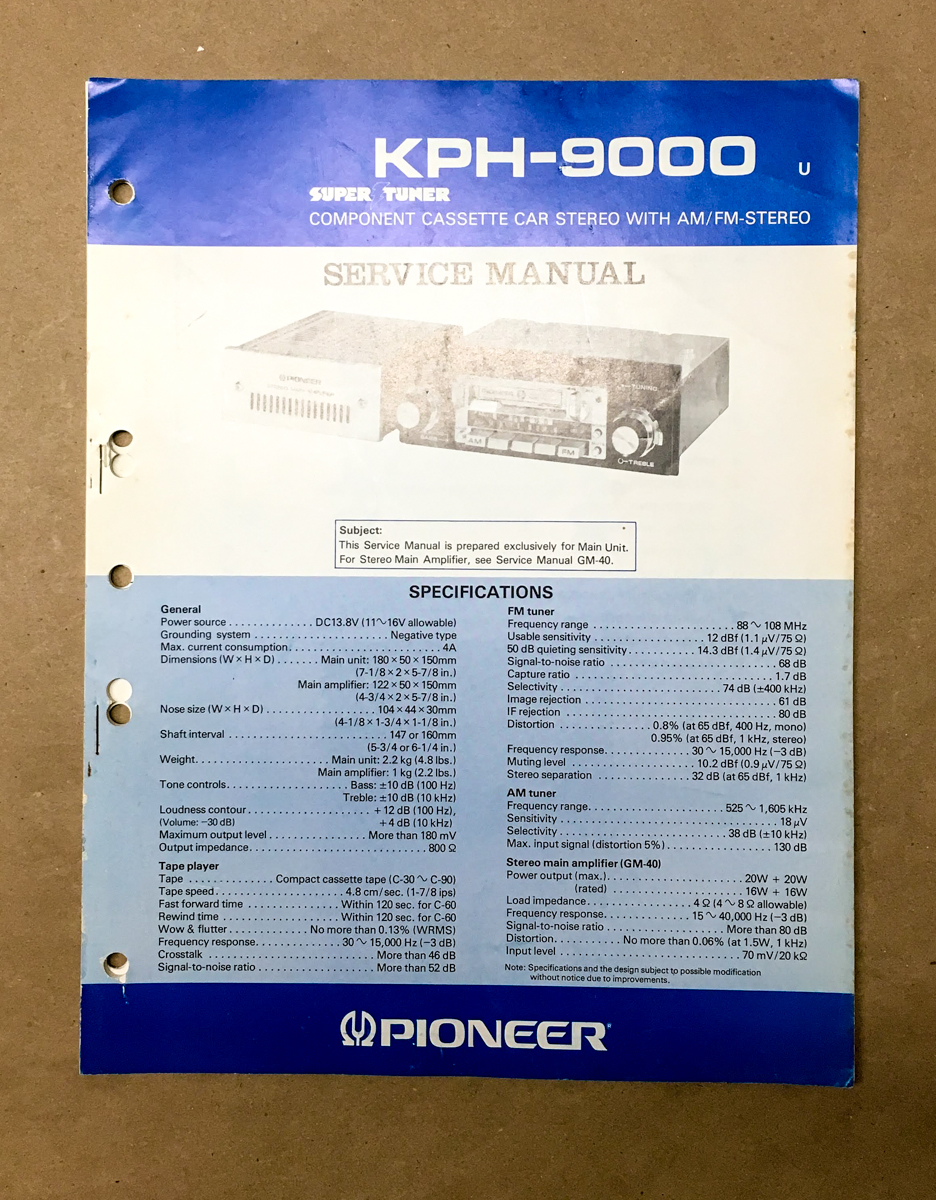 KPH-9000 U
SUPER TUNER
COMPONENT CASSETTE CAR STEREO WITH AM/FM-STEREO
SERVICE MANUAL
PIONEER
TUNING
AM
FM
TREBLE
Subject:
This Service Manual is prepared exclusively for Main Unit.
For Stereo Main Amplifier, see Service Manual GM-40.
SPECIFICATIONS
General
Power source . . . . . . . . . . . . . . DC13.8V (11~16V allowable)
Grounding system . . . . . . . . . . . . . . . . . . . Negative type
Max. current consumption. . . . . . . . . . . . . . . . . . . . . . 4A
Dimensions (W × H × D) . . . . . . . Main unit: 180 × 50 × 150mm
(7-1/8 × 2 × 5-7/8 in.)
Main amplifier: 122 × 50 × 150mm
(4-3/4 × 2 × 5-7/8 in.)
Nose size (W × H × D) . . . . . . . . . . . . . . 104 × 44 × 30mm
(4-1/8 × 1-3/4 × 1-1/8 in.)
Shaft interval . . . . . . . . . . . . . . . . . . . . . . 147 or 160mm
(5-3/4 or 6-1/4 in.)
Weight. . . . . . . . . . . . . . . . . . . Main unit: 2.2 kg (4.8 lbs.)
Main amplifier: 1 kg (2.2 lbs.)
Tone controls. . . . . . . . . . . . . . . . . Bass: ±10 dB (100 Hz)
Treble: ±10 dB (10 kHz)
Loudness contour. . . . . . . . . . . . . . . . . +12 dB (100 Hz),
(Volume: −30 dB) +4 dB (10 kHz)
Maximum output level . . . . . . . . . . . . . . More than 180 mV
Output impedance. . . . . . . . . . . . . . . . . . . . . . . . . 800 Ω
Tape player
Tape . . . . . . . . . . . . . Compact cassette tape (C-30 ~ C-90)
Tape speed. . . . . . . . . . . . . . . . . . 4.8 cm/sec. (1-7/8 ips)
Fast forward time . . . . . . . . . . . . . Within 120 sec. for C-60
Rewind time . . . . . . . . . . . . . . . . Within 120 sec. for C-60
Wow & flutter. . . . . . . . . . . . No more than 0.13% (WRMS)
Frequency response. . . . . . . . . . . . 30 ~ 15,000 Hz (−3 dB)
Crosstalk . . . . . . . . . . . . . . . . . . . . . . . . More than 46 dB
Signal-to-noise ratio . . . . . . . . . . . . . . . . More than 52 dB
FM tuner
Frequency range . . . . . . . . . . . . . . . . . . . . 88 ~ 108 MHz
Usable sensitivity. . . . . . . . . . . . . . . . 12 dBf (1.1 μV/75 Ω)
50 dB quieting sensitivity. . . . . . . . . . 14.3 dBf (1.4 μV/75 Ω)
Signal-to-noise ratio . . . . . . . . . . . . . . . . . . . . . . . . 68 dB
Capture ratio . . . . . . . . . . . . . . . . . . . . . . . . . . . . 1.7 dB
Selectivity . . . . . . . . . . . . . . . . . . . . . . 74 dB (±400 kHz)
Image rejection. . . . . . . . . . . . . . . . . . . . . . . . . . . 61 dB
IF rejection . . . . . . . . . . . . . . . . . . . . . . . . . . . . . 80 dB
Distortion . . . . . . . . . . . . . . 0.8% (at 65 dBf, 400 Hz, mono)
0.95% (at 65 dBf, 1 kHz, stereo)
Frequency response. . . . . . . . . . . . . 30 ~ 15,000 Hz (−3 dB)
Muting level . . . . . . . . . . . . . . . . . 10.2 dBf (0.9 μV/75 Ω)
Stereo separation . . . . . . . . . . . . . . 32 dB (at 65 dBf, 1 kHz)
AM tuner
Frequency range. . . . . . . . . . . . . . . . . . . . 525 ~ 1,605 kHz
Sensitivity . . . . . . . . . . . . . . . . . . . . . . . . . . . . . . 18 μV
Selectivity . . . . . . . . . . . . . . . . . . . . . . . 38 dB (±10 kHz)
Max. input signal (distortion 5%) . . . . . . . . . . . . . . . 130 dB
Stereo main amplifier (GM-40)
Power output (max.). . . . . . . . . . . . . . . . . . . . 20W + 20W
(rated) . . . . . . . . . . . . . . . . . . . 16W + 16W
Load impedance. . . . . . . . . . . . . . . . . 4 Ω (4 ~ 8 Ω allowable)
Frequency response. . . . . . . . . . . . . 15 ~ 40,000 Hz (−3 dB)
Signal-to-noise ratio . . . . . . . . . . . . . . . . . More than 80 dB
Distortion. . . . . . . . . . . No more than 0.06% (at 1.5W, 1 kHz)
Input level . . . . . . . . . . . . . . . . . . . . . . . . . 70 mV/20 kΩ
Note: Specifications and the design subject to possible modification
without notice due to improvements.
PIONEER